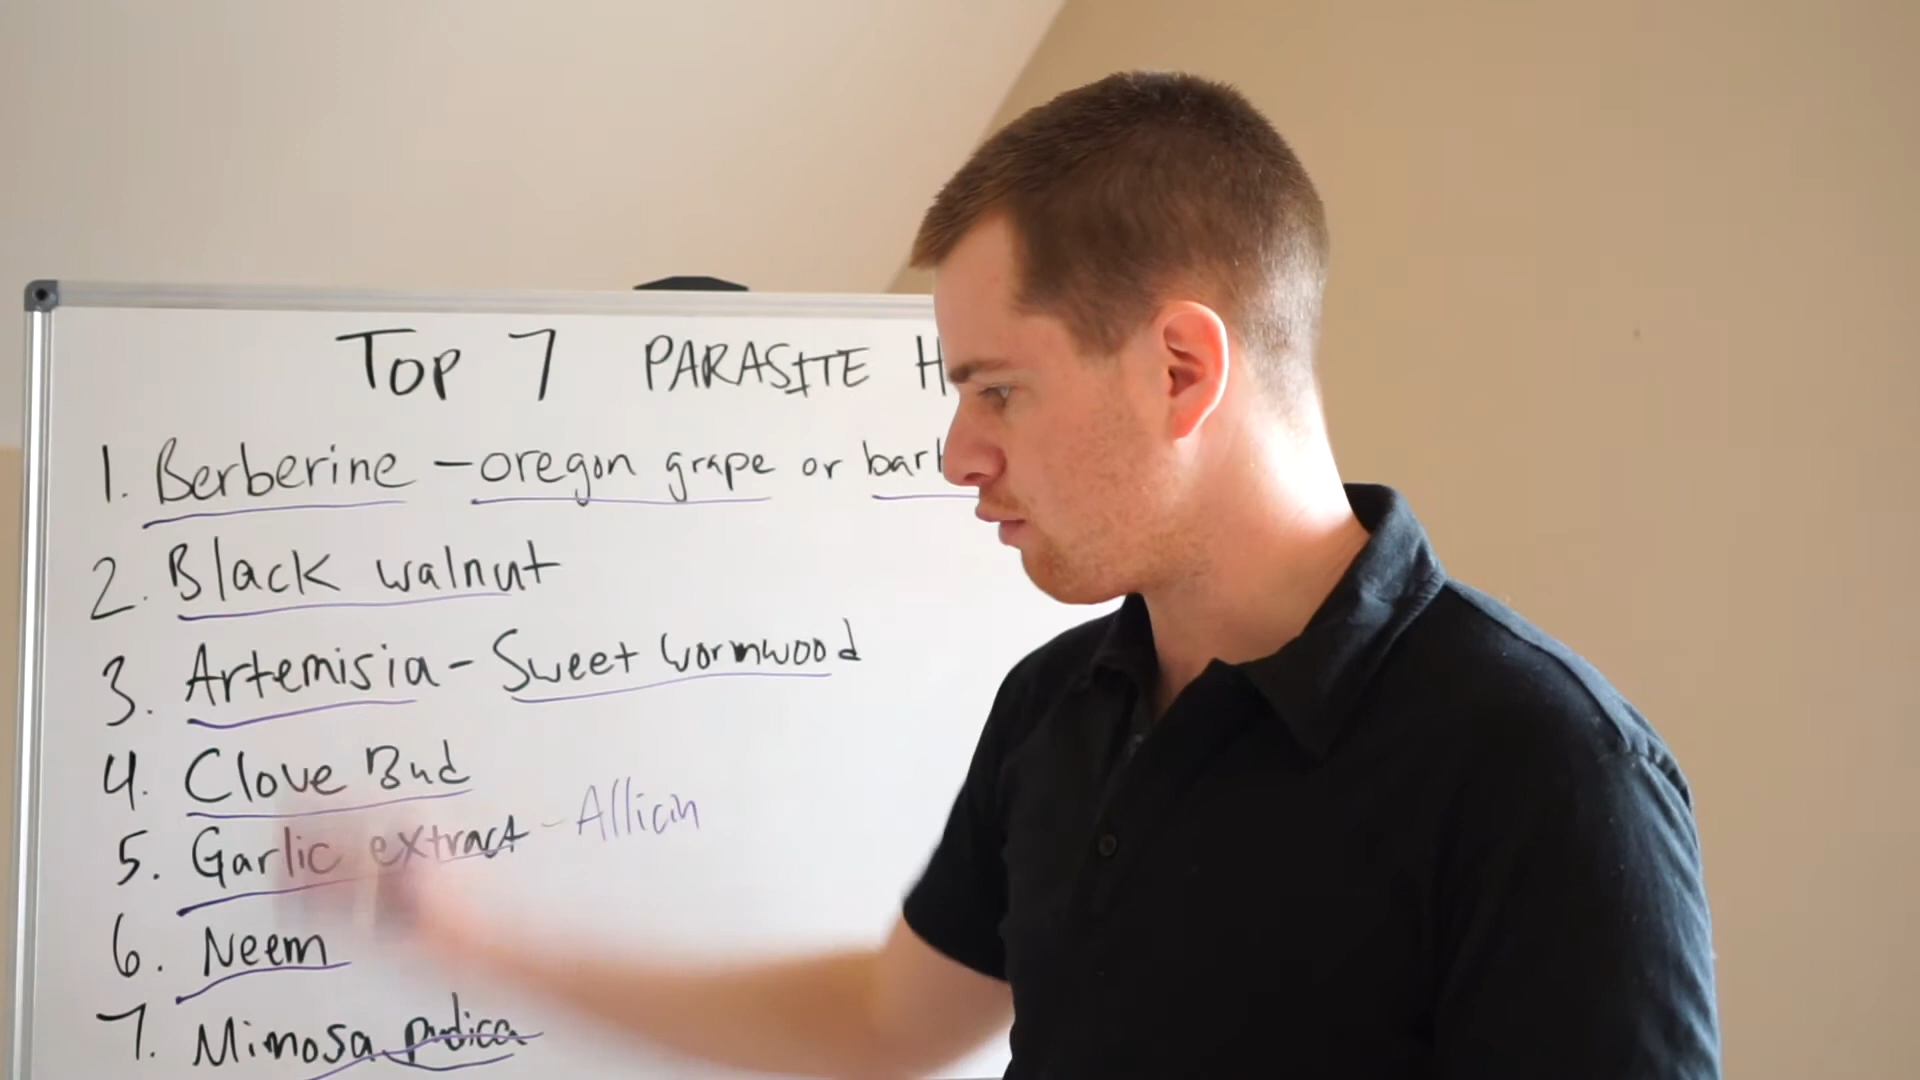 TOP 7 PARASITE H
1. Berberine - oregon grape or bar
2. Black walnut
3. Artemisia - Sweet wormwood
4. Clove Bud
5. Garlic extract - Allicin
6. Neem
7. Mimosa pudica